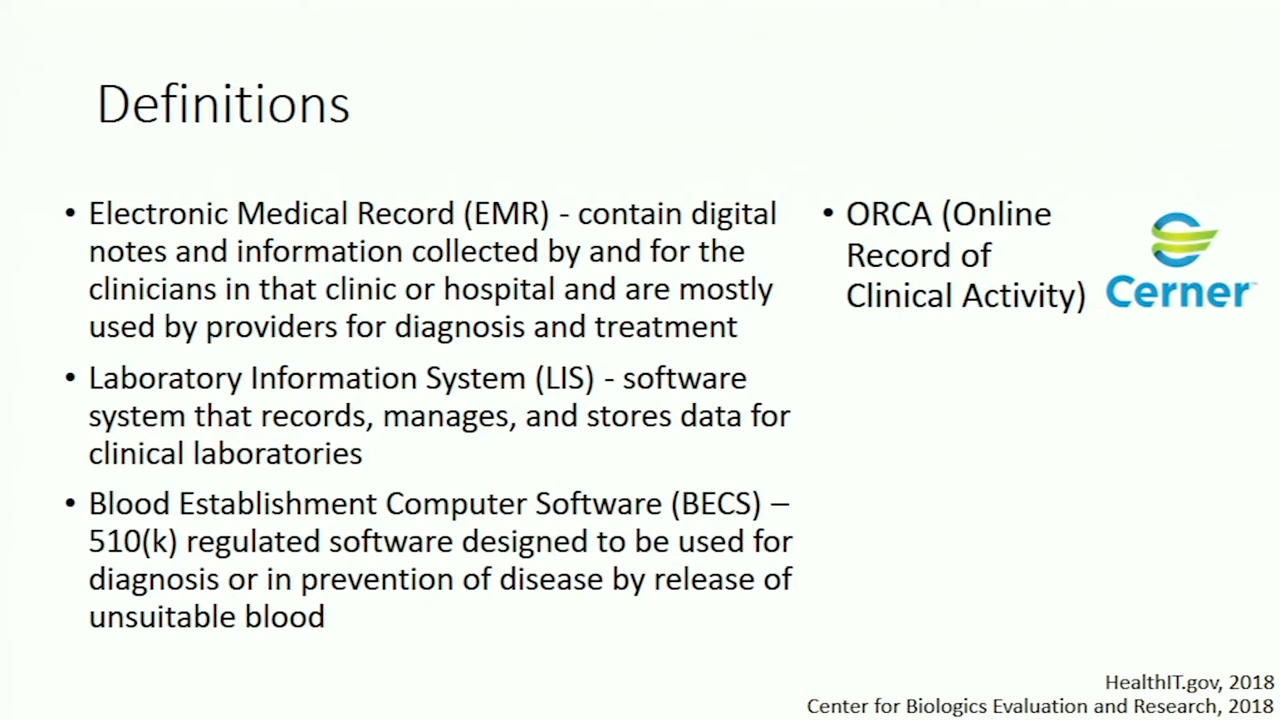 Definitions
• Electronic Medical Record (EMR) - contain digital
notes and information collected by and for the
clinicians in that clinic or hospital and are mostly
used by providers for diagnosis and treatment
• Laboratory Information System (LIS) - software
system that records, manages, and stores data for
clinical laboratories
• Blood Establishment Computer Software (BECS) –
510(k) regulated software designed to be used for
diagnosis or in prevention of disease by release of
unsuitable blood
• ORCA (Online
Record of
Clinical Activity)
Cerner™
HealthIT.gov, 2018
Center for Biologics Evaluation and Research, 2018